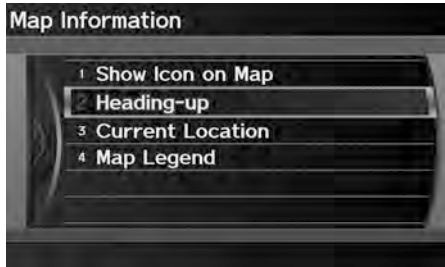 Map Information
1 Show Icon on Map
2 Heading-up
3 Current Location
4 Map Legend